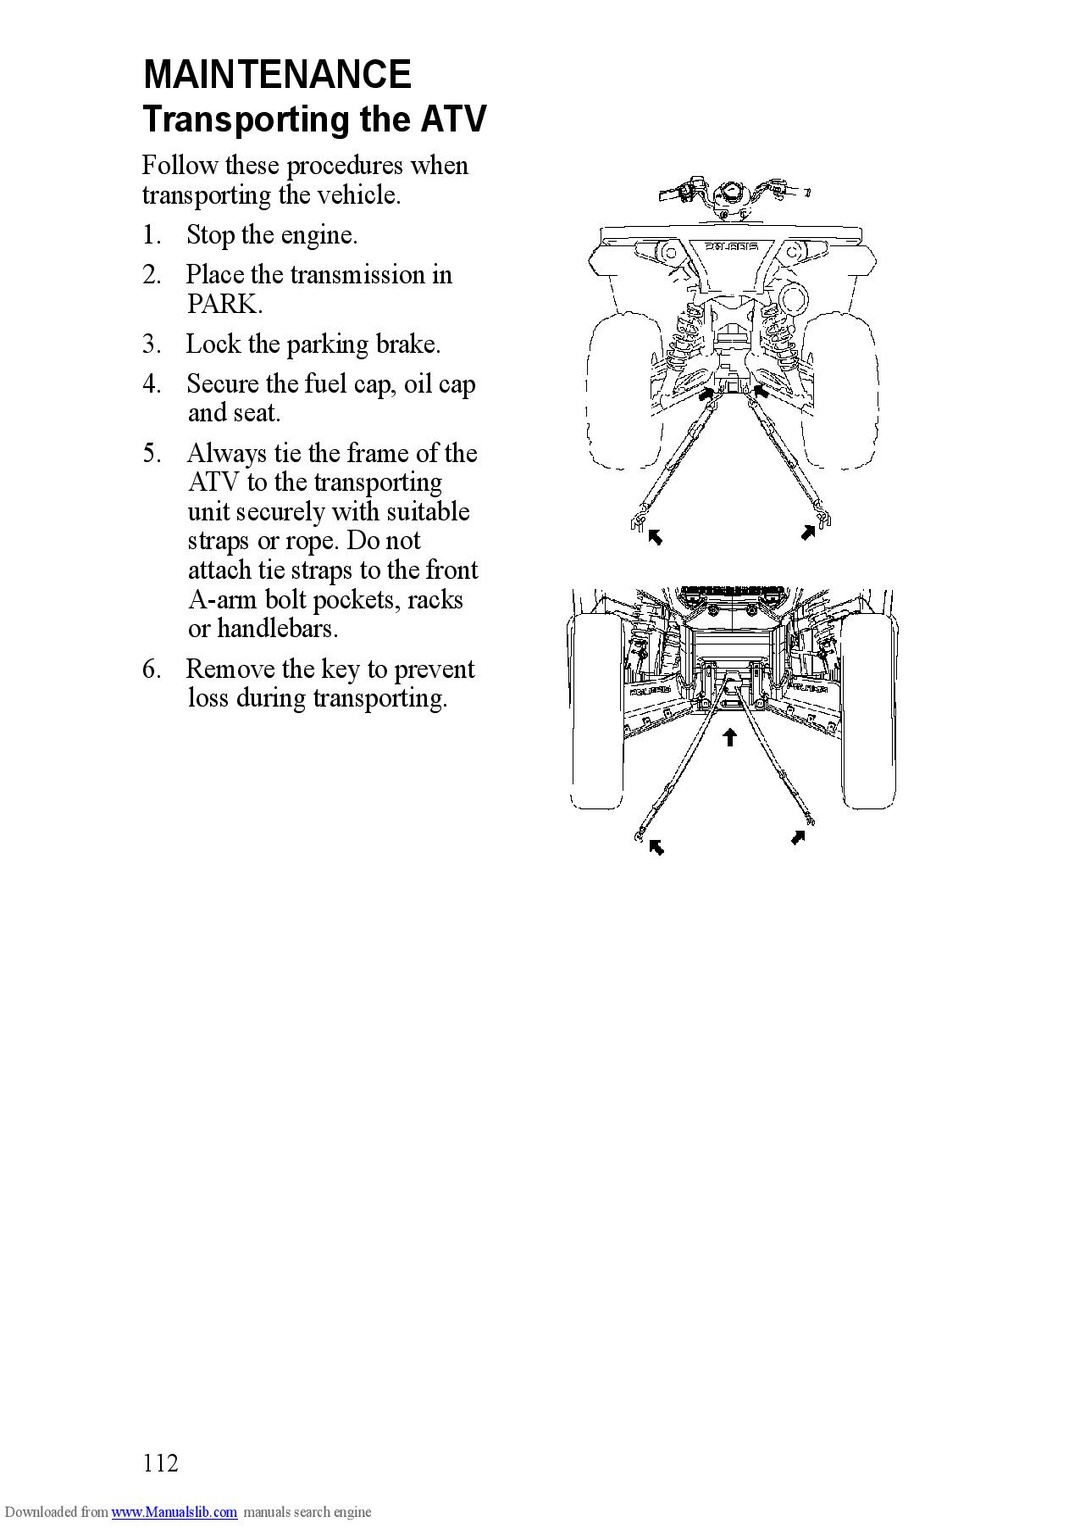 MAINTENANCE
Transporting the ATV
Follow these procedures when
transporting the vehicle.
1. Stop the engine.
2. Place the transmission in
PARK.
3. Lock the parking brake.
4. Secure the fuel cap, oil cap
and seat.
5. Always tie the frame of the
ATV to the transporting
unit securely with suitable
straps or rope. Do not
attach tie straps to the front
A-arm bolt pockets, racks
or handlebars.
6. Remove the key to prevent
loss during transporting.
POLARIS
POLARIS POLARIS
112
Downloaded from www.Manualslib.com manuals search engine